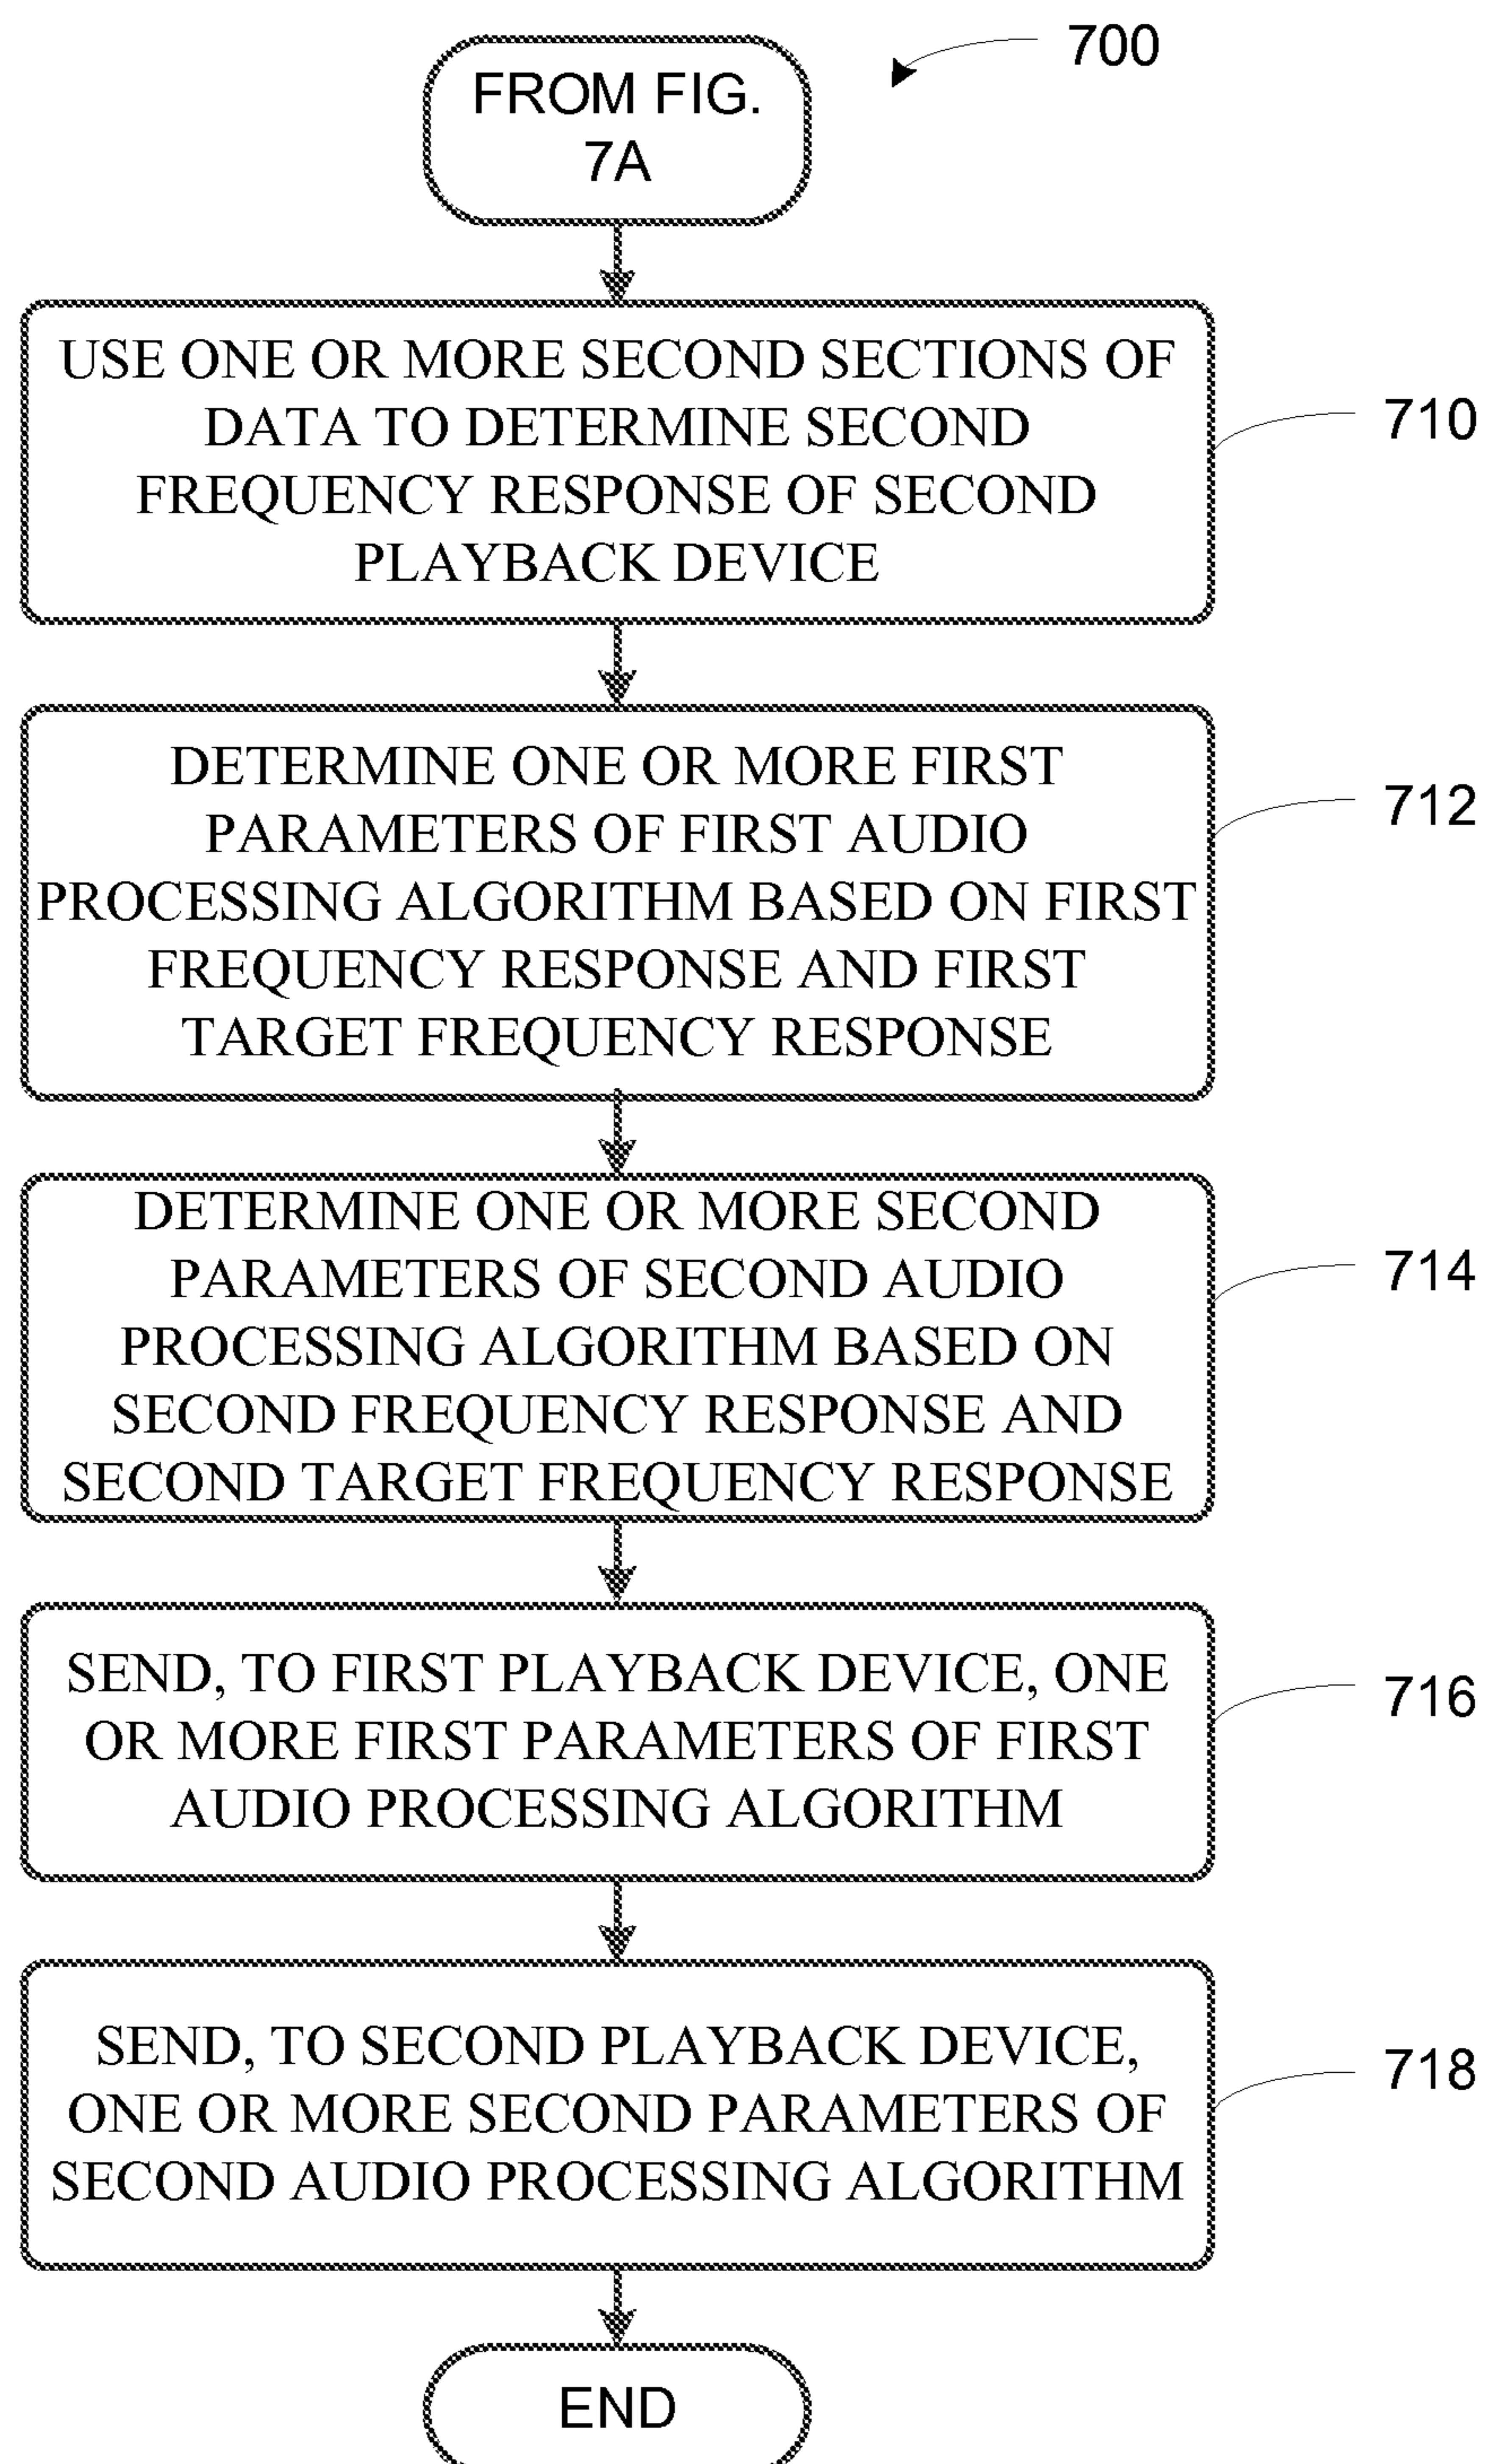 700
FROM FIG.
7A
USE ONE OR MORE SECOND SECTIONS OF
DATA TO DETERMINE SECOND
FREQUENCY RESPONSE OF SECOND
PLAYBACK DEVICE
710
DETERMINE ONE OR MORE FIRST
PARAMETERS OF FIRST AUDIO
PROCESSING ALGORITHM BASED ON FIRST
FREQUENCY RESPONSE AND FIRST
TARGET FREQUENCY RESPONSE
712
DETERMINE ONE OR MORE SECOND
PARAMETERS OF SECOND AUDIO
PROCESSING ALGORITHM BASED ON
SECOND FREQUENCY RESPONSE AND
SECOND TARGET FREQUENCY RESPONSE
714
SEND, TO FIRST PLAYBACK DEVICE, ONE
OR MORE FIRST PARAMETERS OF FIRST
AUDIO PROCESSING ALGORITHM
716
SEND, TO SECOND PLAYBACK DEVICE,
ONE OR MORE SECOND PARAMETERS OF
SECOND AUDIO PROCESSING ALGORITHM
718
END